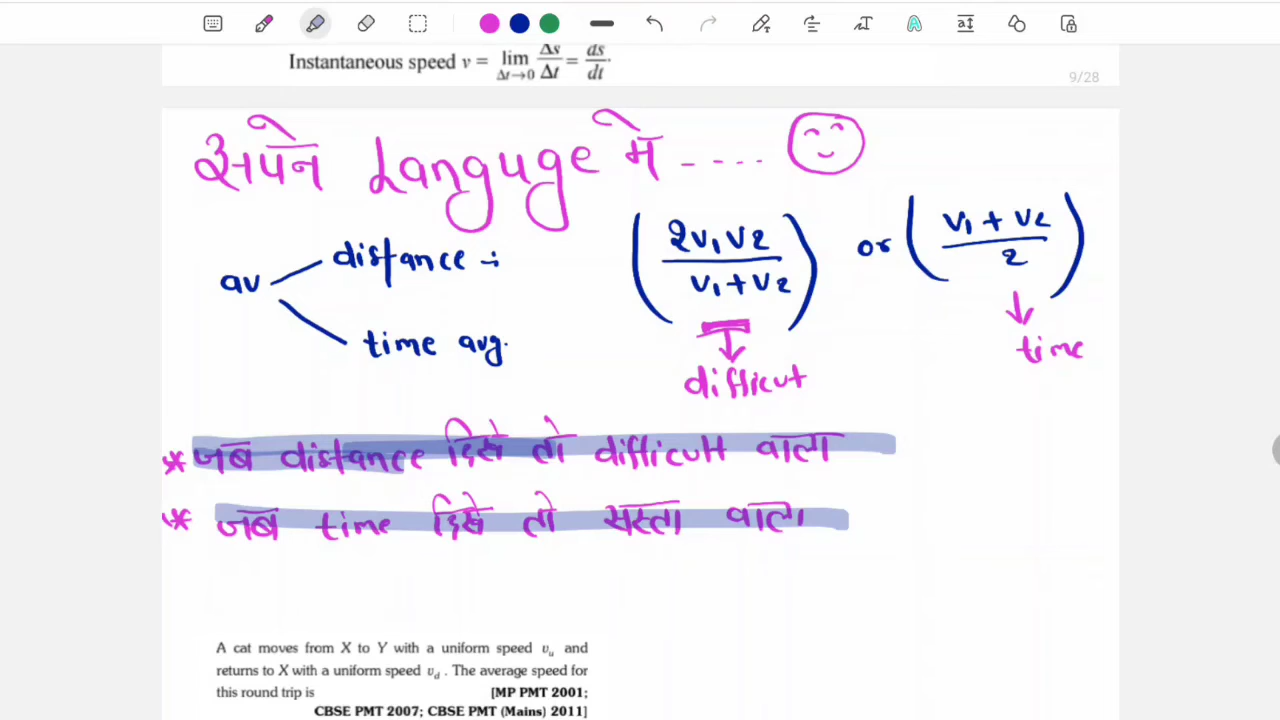 Instantaneous speed v = lim Δt→0 Δs/Δt = ds/dt.
9/28
अपने Languge में - - - - -
av distance :- (2v₁v₂/v₁+v₂) or (v₁+v₂/2)
time avg.
difficut
time
* जब distance दिखे तो difficult वाला
* जब time दिखे तो सस्ता वाला
A cat moves from X to Y with a uniform speed vᵤ and
returns to X with a uniform speed v_d . The average speed for
this round trip is [MP PMT 2001;
CBSE PMT 2007; CBSE PMT (Mains) 2011]